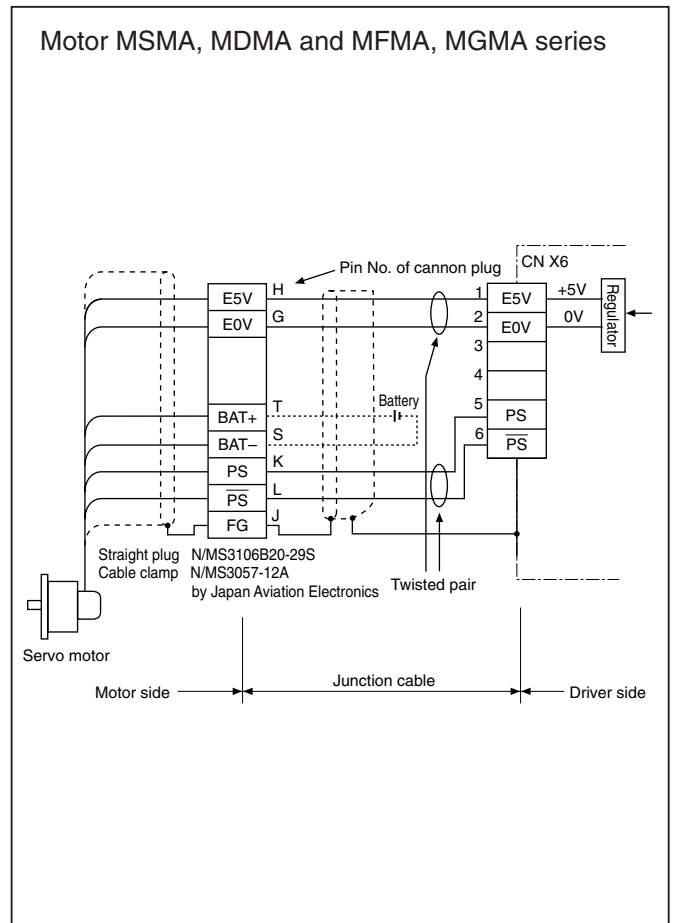 Motor MSMA, MDMA and MFMA, MGMA series
Pin No. of cannon plug
CN X6
E5V
H
1
E5V
+5V
Regulator
E0V
G
2
E0V
0V
3
4
BAT+
T
Battery
5
PS
BAT–
S
6
P̅S̅
PS
K
P̅S̅
L
FG
J
Straight plug N/MS3106B20-29S
Cable clamp N/MS3057-12A
by Japan Aviation Electronics
Twisted pair
Servo motor
Motor side
Junction cable
Driver side